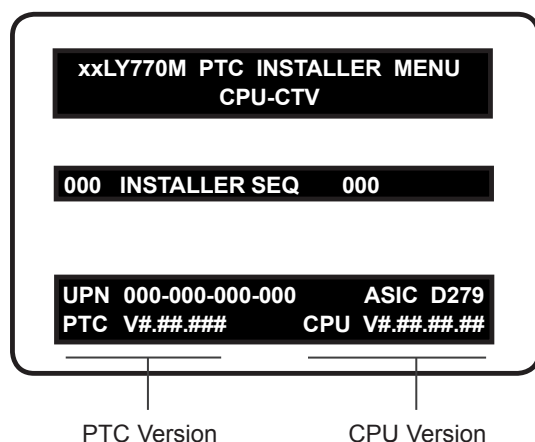 xxLY770M PTC INSTALLER MENU
CPU-CTV
000 INSTALLER SEQ 000
UPN 000-000-000-000 ASIC D279
PTC V#.##.### CPU V#.##.##.##
PTC Version CPU Version